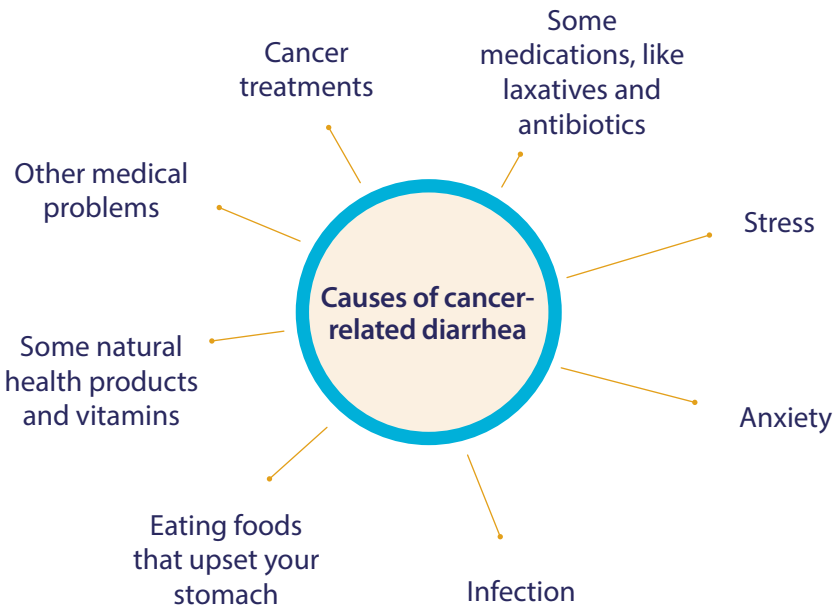 Causes of cancer-
related diarrhea
Cancer
treatments
Some
medications, like
laxatives and
antibiotics
Stress
Anxiety
Infection
Eating foods
that upset your
stomach
Some natural
health products
and vitamins
Other medical
problems